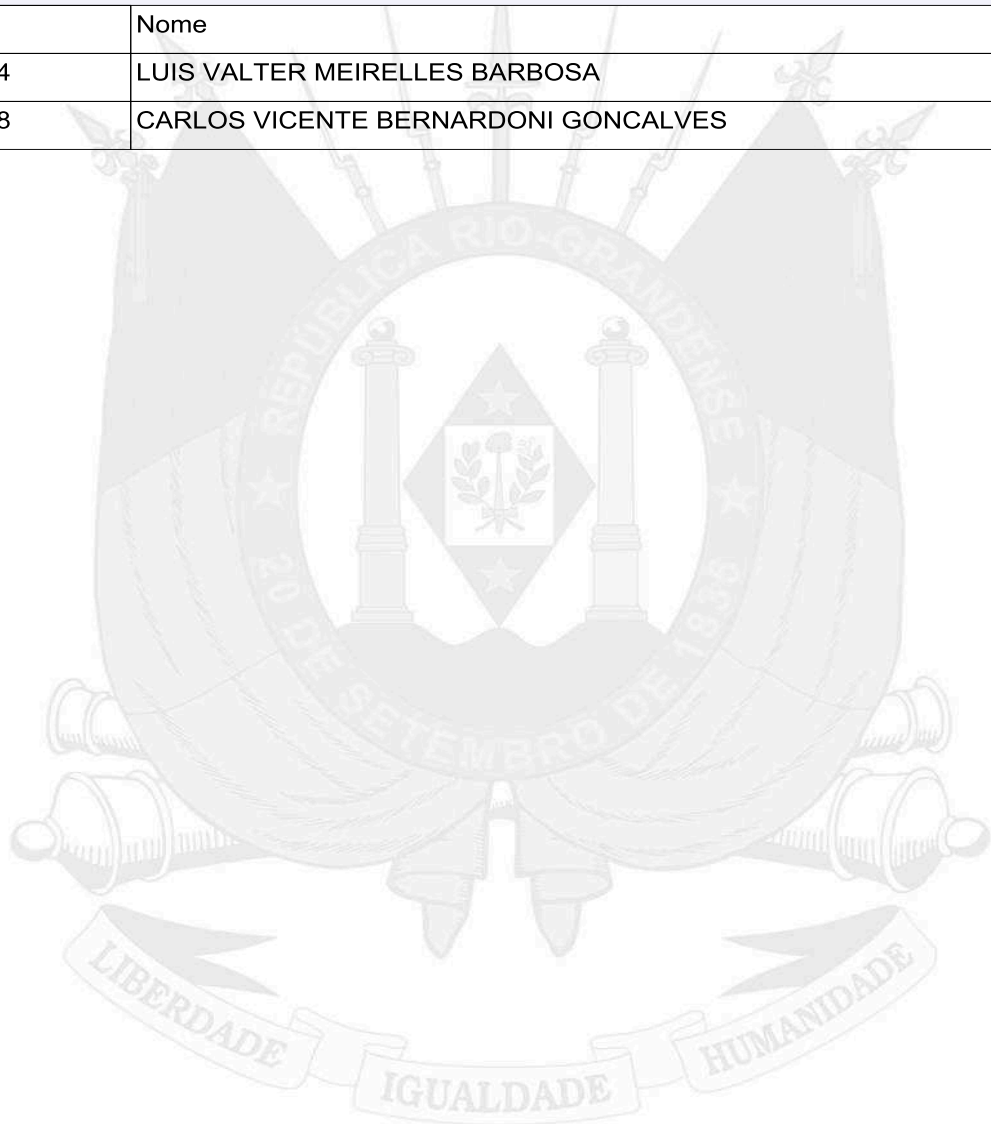 Nome
4 LUIS VALTER MEIRELLES BARBOSA
8 CARLOS VICENTE BERNARDONI GONCALVES
REPÚBLICA RIO-GRANDENSE
20 DE SETEMBRO DE 1835
LIBERDADE IGUALDADE HUMANIDADE